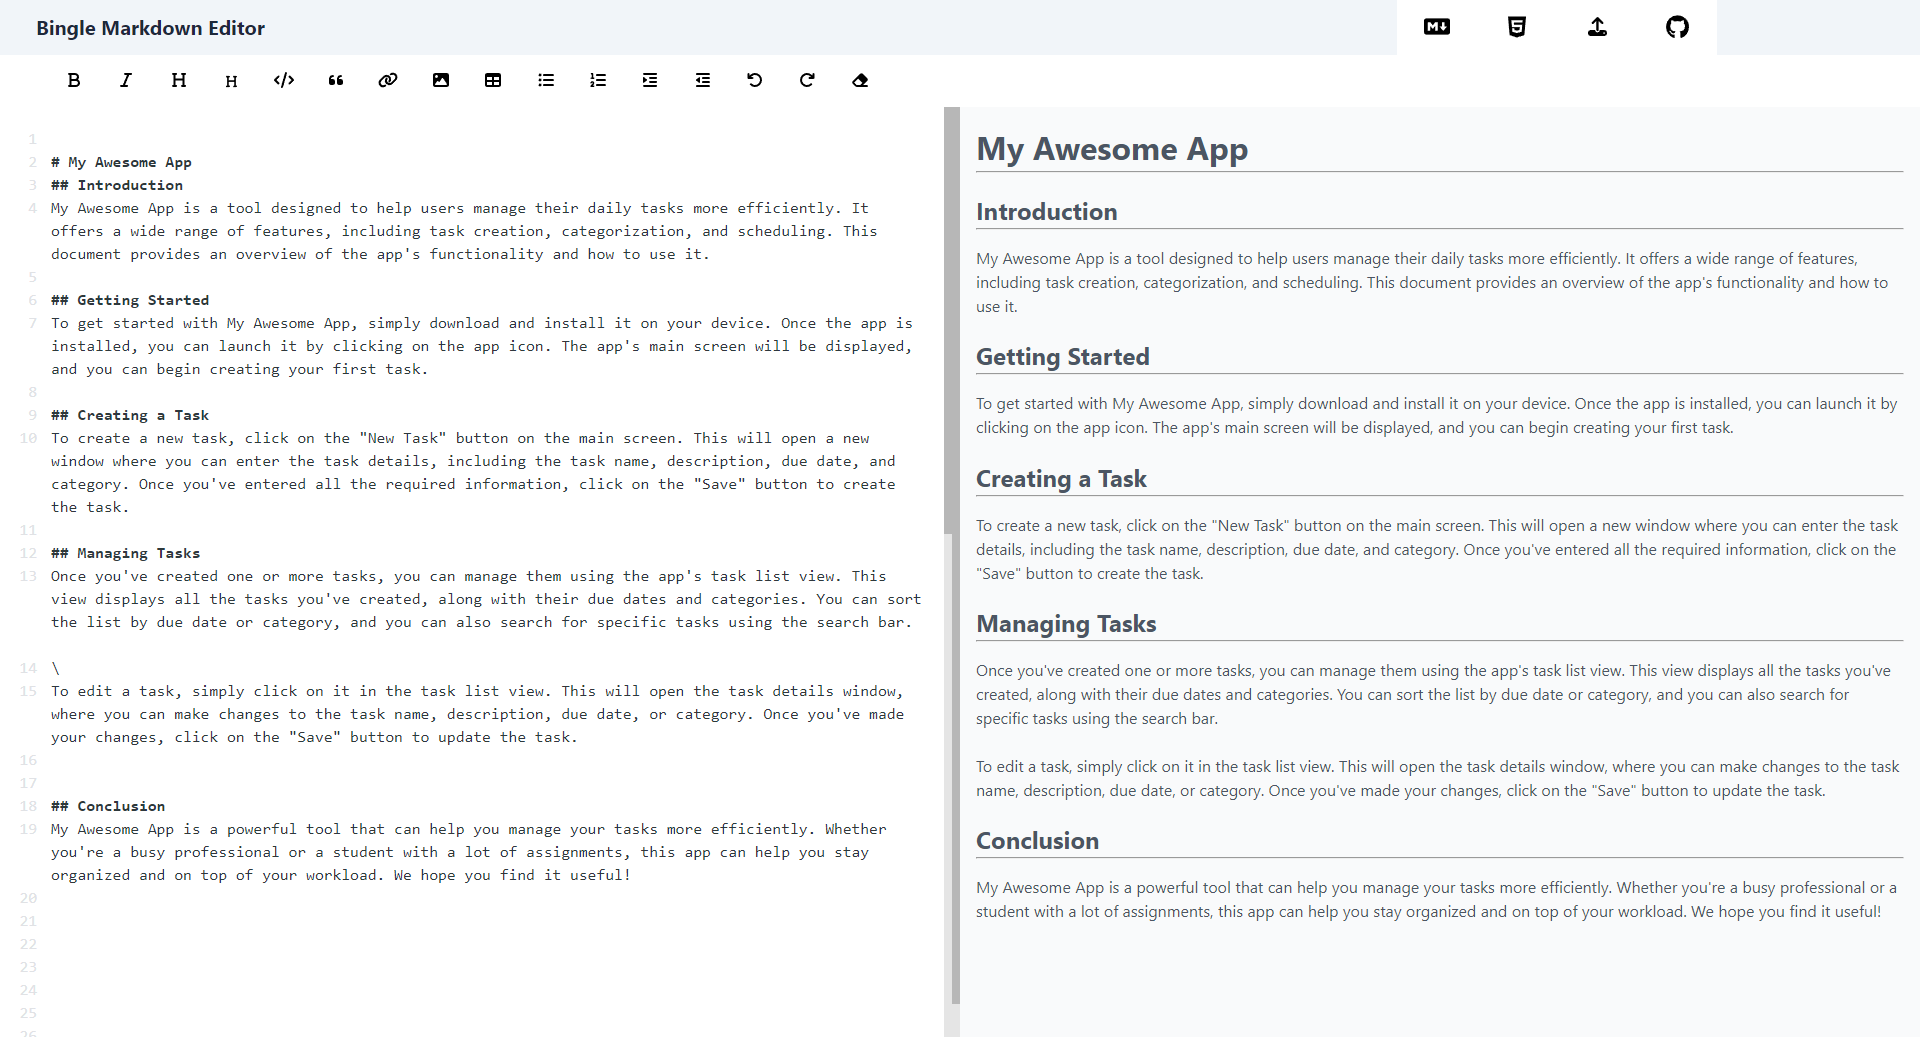 Bingle Markdown Editor
M
5
B I H H </> “
1
2 # My Awesome App
3 ## Introduction
4 My Awesome App is a tool designed to help users manage their daily tasks more efficiently. It
offers a wide range of features, including task creation, categorization, and scheduling. This
document provides an overview of the app's functionality and how to use it.
5
6 ## Getting Started
7 To get started with My Awesome App, simply download and install it on your device. Once the app is
installed, you can launch it by clicking on the app icon. The app's main screen will be displayed,
and you can begin creating your first task.
8
9 ## Creating a Task
10 To create a new task, click on the "New Task" button on the main screen. This will open a new
window where you can enter the task details, including the task name, description, due date, and
category. Once you've entered all the required information, click on the "Save" button to create
the task.
11
12 ## Managing Tasks
13 Once you've created one or more tasks, you can manage them using the app's task list view. This
view displays all the tasks you've created, along with their due dates and categories. You can sort
the list by due date or category, and you can also search for specific tasks using the search bar.
14 \
15 To edit a task, simply click on it in the task list view. This will open the task details window,
where you can make changes to the task name, description, due date, or category. Once you've made
your changes, click on the "Save" button to update the task.
16
17
18 ## Conclusion
19 My Awesome App is a powerful tool that can help you manage your tasks more efficiently. Whether
you're a busy professional or a student with a lot of assignments, this app can help you stay
organized and on top of your workload. We hope you find it useful!
20
21
22
23
24
25
26
My Awesome App
Introduction
My Awesome App is a tool designed to help users manage their daily tasks more efficiently. It offers a wide range of features,
including task creation, categorization, and scheduling. This document provides an overview of the app's functionality and how to
use it.
Getting Started
To get started with My Awesome App, simply download and install it on your device. Once the app is installed, you can launch it by
clicking on the app icon. The app's main screen will be displayed, and you can begin creating your first task.
Creating a Task
To create a new task, click on the "New Task" button on the main screen. This will open a new window where you can enter the task
details, including the task name, description, due date, and category. Once you've entered all the required information, click on the
"Save" button to create the task.
Managing Tasks
Once you've created one or more tasks, you can manage them using the app's task list view. This view displays all the tasks you've
created, along with their due dates and categories. You can sort the list by due date or category, and you can also search for
specific tasks using the search bar.
To edit a task, simply click on it in the task list view. This will open the task details window, where you can make changes to the task
name, description, due date, or category. Once you've made your changes, click on the "Save" button to update the task.
Conclusion
My Awesome App is a powerful tool that can help you manage your tasks more efficiently. Whether you're a busy professional or a
student with a lot of assignments, this app can help you stay organized and on top of your workload. We hope you find it useful!